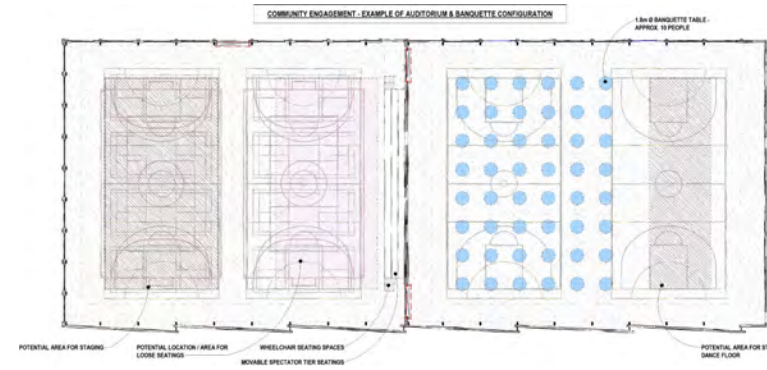 COMMUNITY ENGAGEMENT - EXAMPLE OF AUDITORIUM & BANQUETTE CONFIGURATION
1.8m Ø BANQUETTE TABLE -
APPROX. 10 PEOPLE
POTENTIAL AREA FOR STAGING
POTENTIAL LOCATION / AREA FOR
LOOSE SEATINGS
WHEELCHAIR SEATING SPACES
MOVABLE SPECTATOR TIER SEATINGS
POTENTIAL AREA FOR ST
DANCE FLOOR